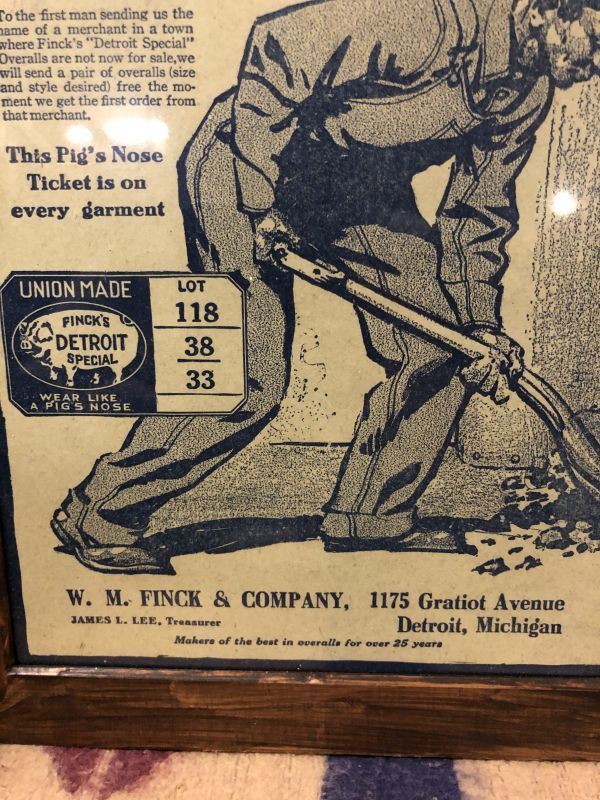 To the first man sending us the
name of a merchant in a town
where Finck's "Detroit Special"
Overalls are not now for sale, we
will send a pair of overalls (size
and style desired) free the mo-
ment we get the first order from
that merchant.
This Pig's Nose
Ticket is on
every garment
UNION MADE
FINCK'S
DETROIT
SPECIAL
WEAR LIKE
A PIG'S NOSE
LOT
118
38
33
W. M. FINCK & COMPANY, 1175 Gratiot Avenue
JAMES L. LEE, Treasurer Detroit, Michigan
Makers of the best in overalls for over 25 years